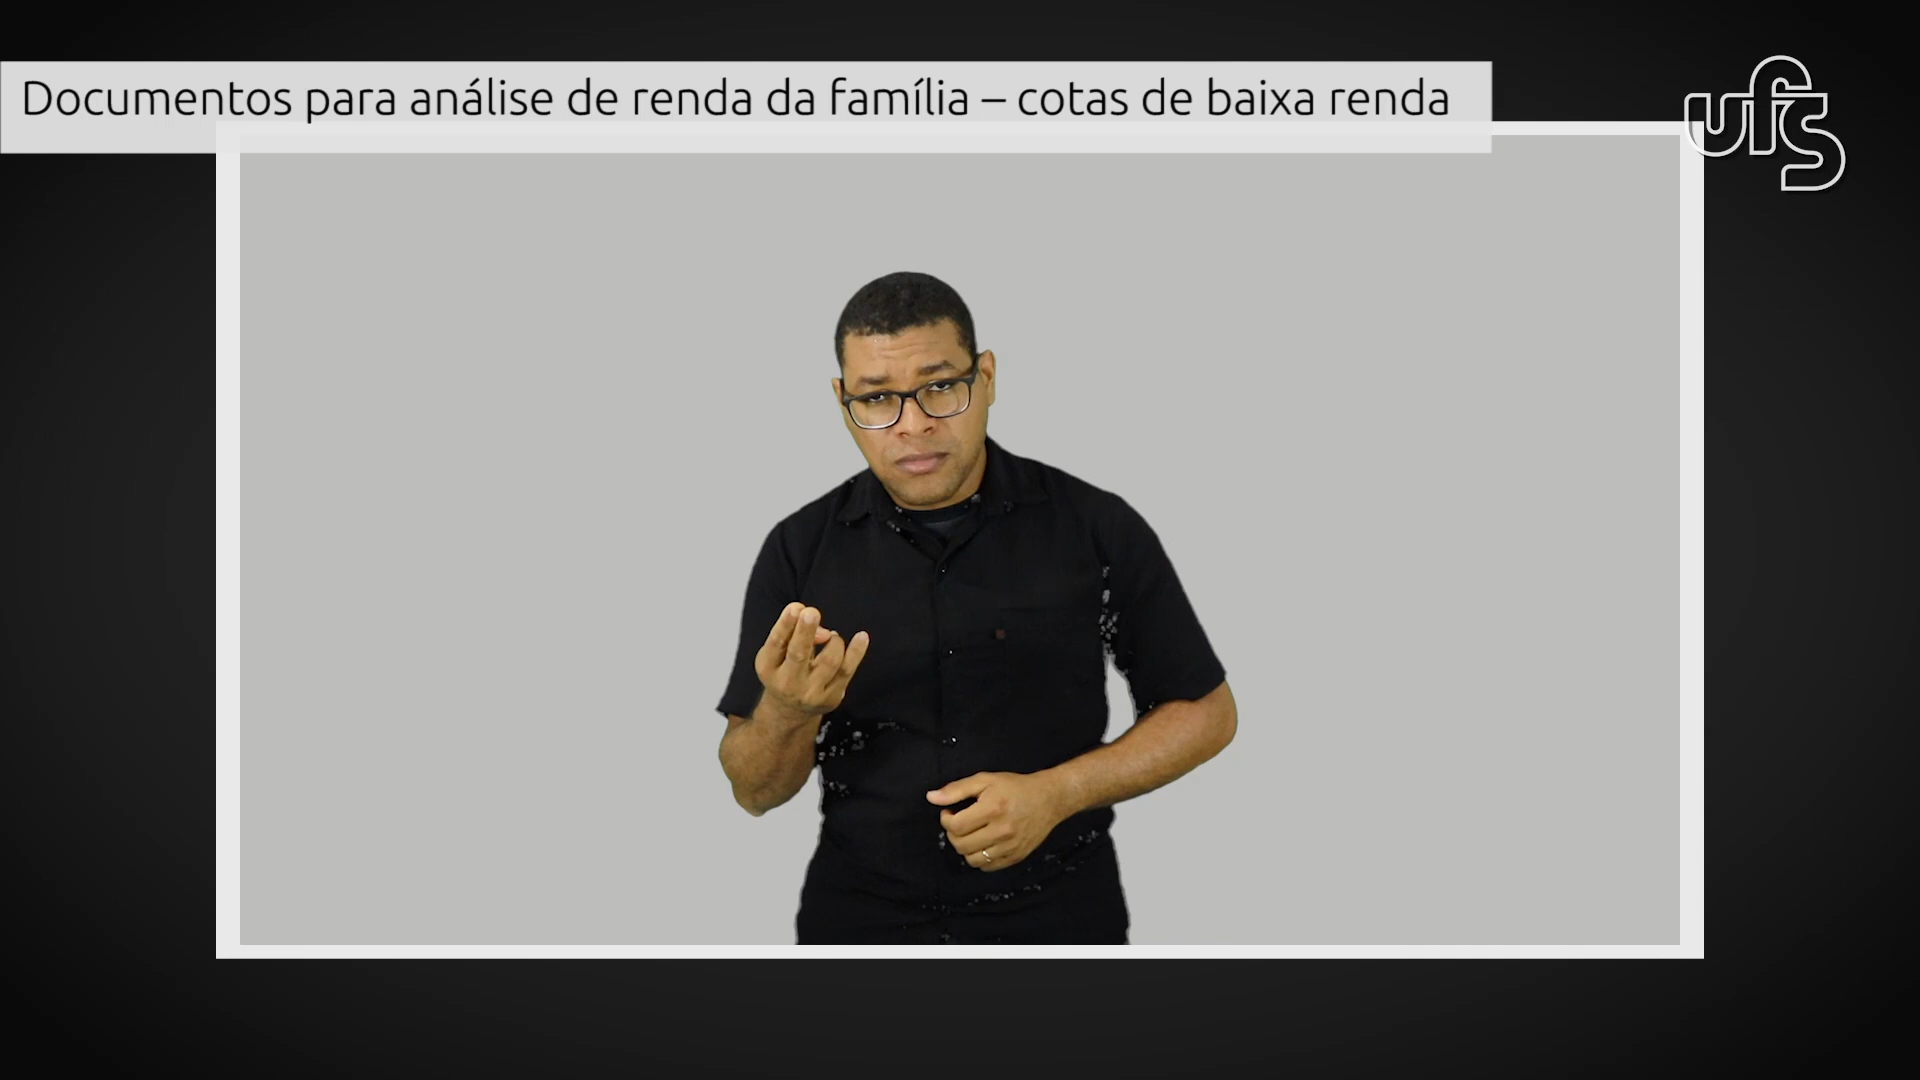 Documentos para análise de renda da família – cotas de baixa renda
ufs